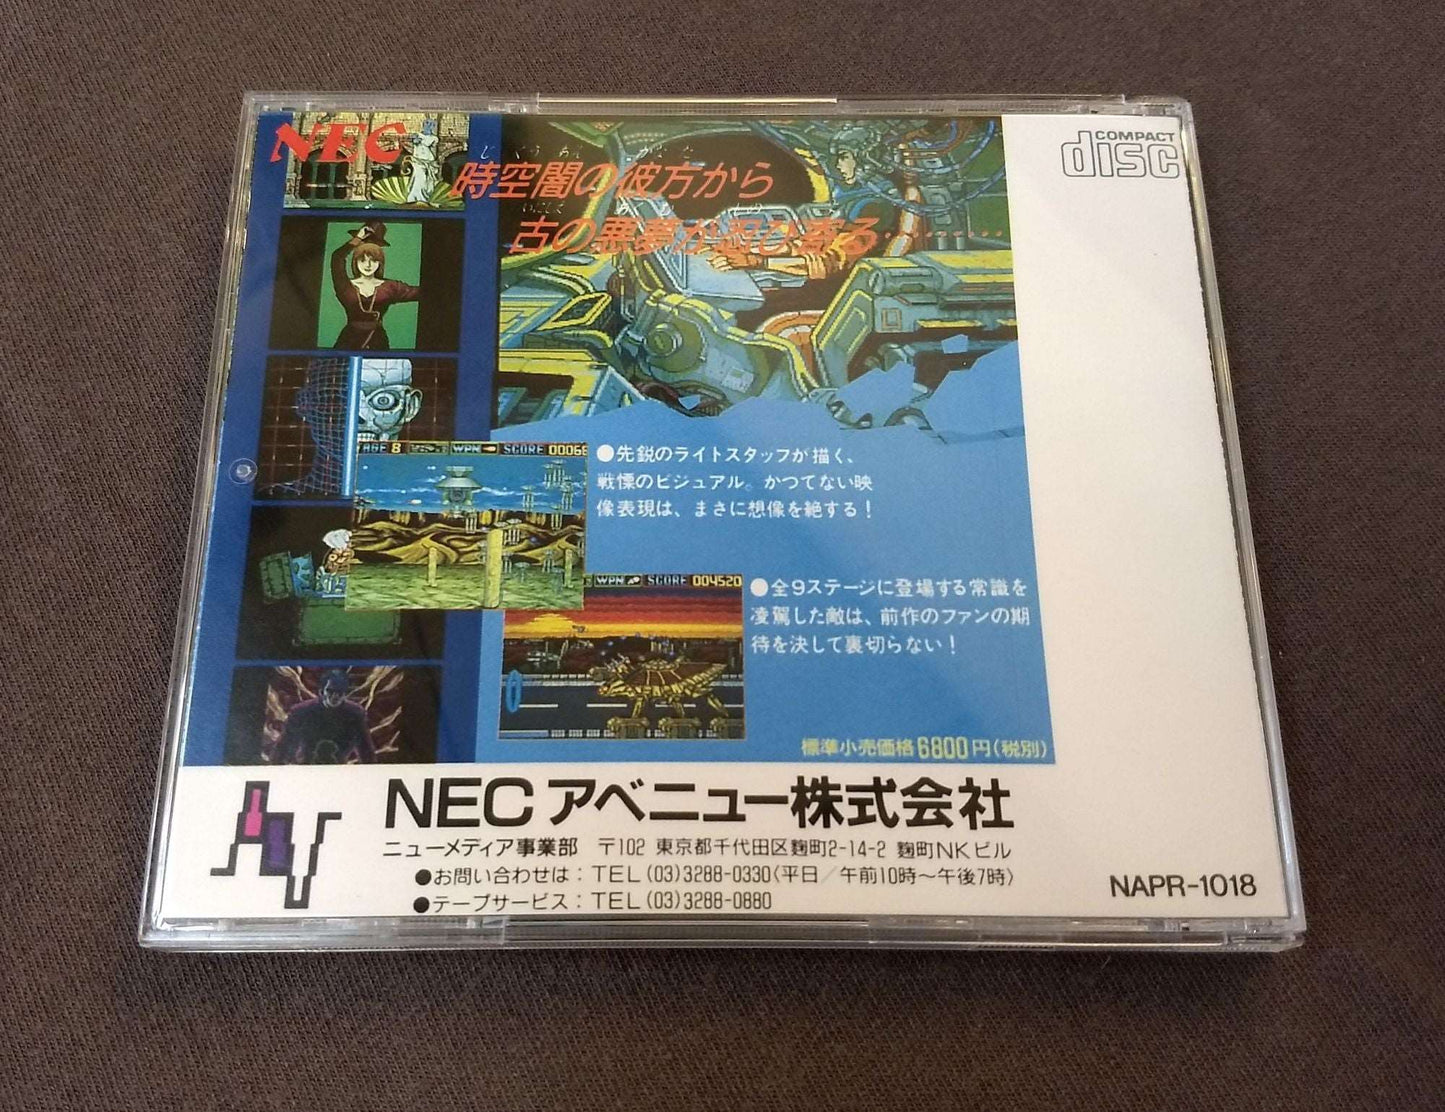 NEC
COMPACT
disc
時空闇の彼方から
古の悪夢が忍び寄る………
8 WPN SCORE 00066
●先鋭のライトスタッフが描く、
戦慄のビジュアル。かつてない映
像表現は、まさに想像を絶する！
WPN SCORE 004520
●全9ステージに登場する常識を
凌駕した敵は、前作のファンの期
待を決して裏切らない！
標準小売価格6800円(税別)
NECアベニュー株式会社
ニューメディア事業部 〒102 東京都千代田区麹町2-14-2 麹町NKビル
●お問い合わせは：TEL(03)3288-0330(平日／午前10時～午後7時)
●テープサービス：TEL(03)3288-0880
NAPR-1018